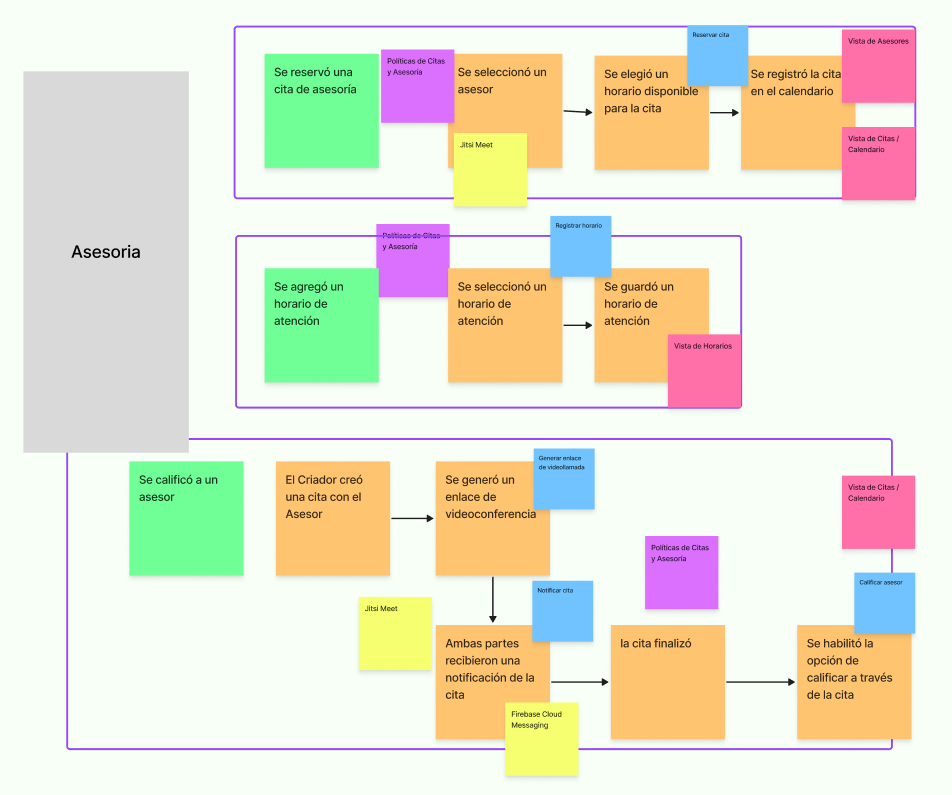 Asesoria
Se reservó una
cita de asesoría
Políticas de Citas
y Asesoría
Se seleccionó un
asesor
Jitsi Meet
Se elegió un
horario disponible
para la cita
Reservar cita
Se registró la cita
en el calendario
Vista de Asesores
Vista de Citas /
Calendario
Se agregó un
horario de
atención
Políticas de Citas
y Asesoría
Se seleccionó un
horario de
atención
Registrar horario
Se guardó un
horario de
atención
Vista de Horarios
Se calificó a un
asesor
El Criador creó
una cita con el
Asesor
Se generó un
enlace de
videoconferencia
Generar enlace
de videollamada
Vista de Citas /
Calendario
Políticas de Citas
y Asesoría
Jitsi Meet
Ambas partes
recibieron una
notificación de la
cita
Notificar cita
Firebase Cloud
Messaging
la cita finalizó
Calificar asesor
Se habilitó la
opción de
calificar a través
de la cita